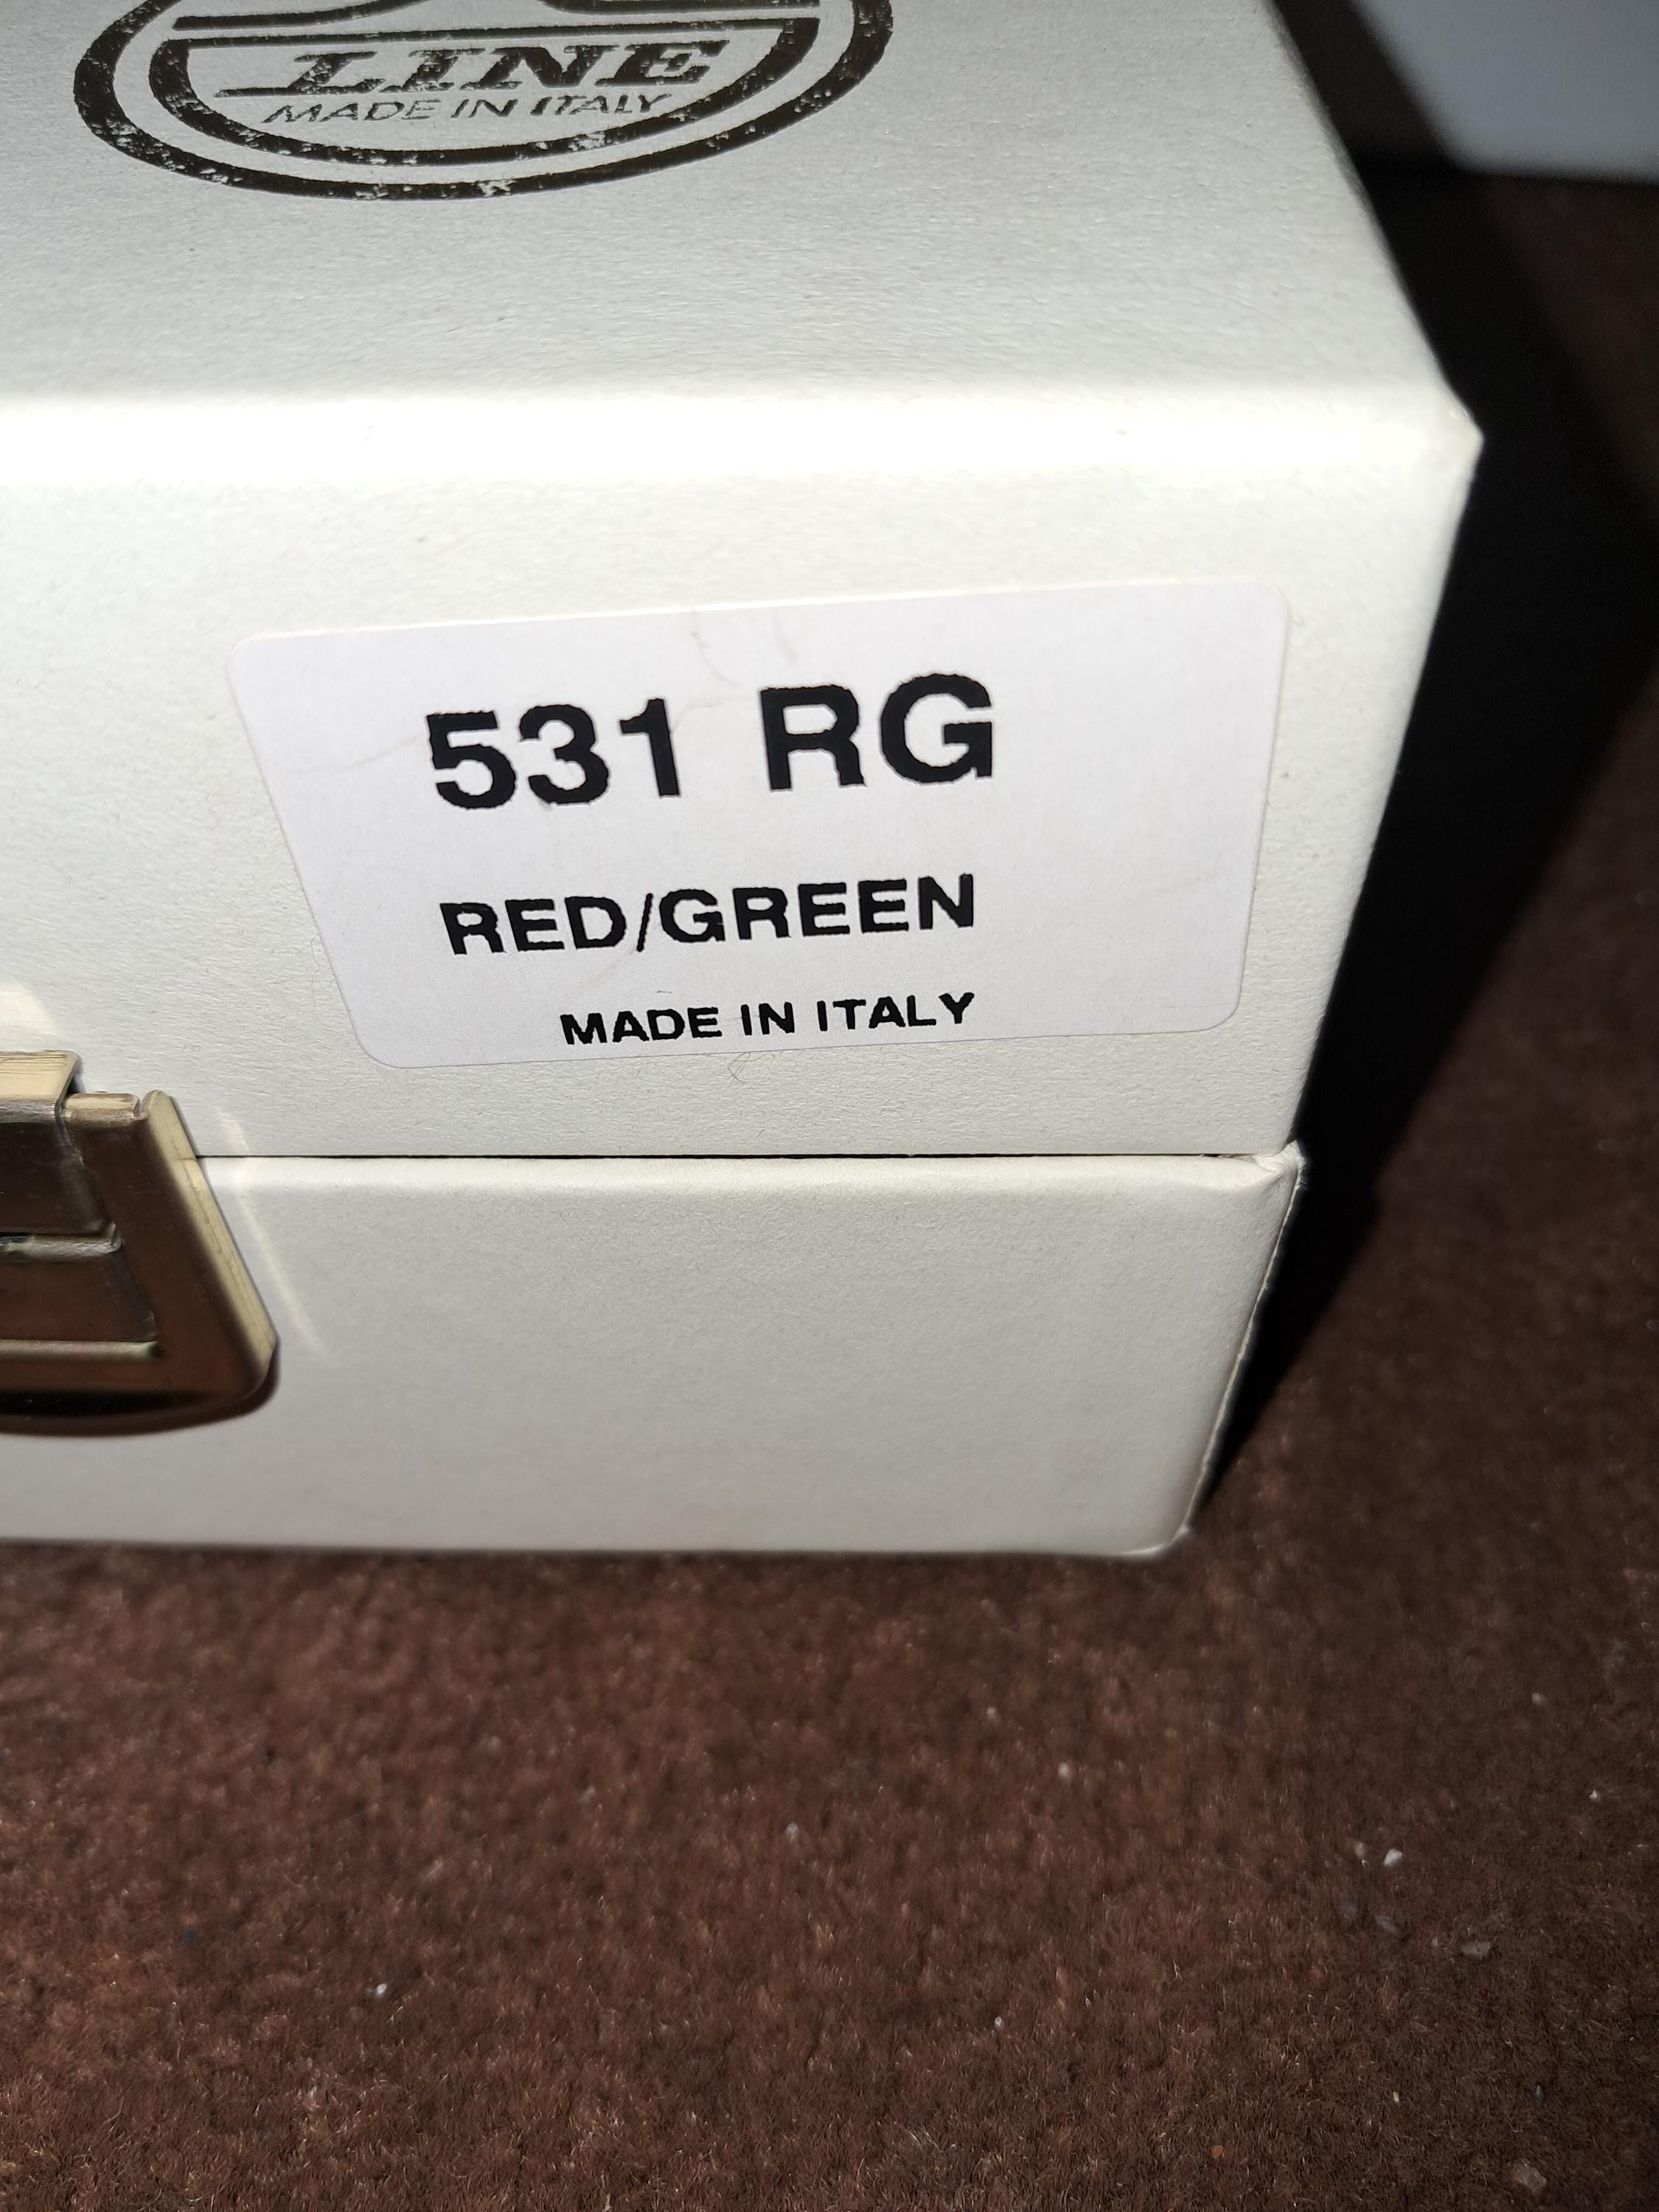 LINE
MADE IN ITALY
531 RG
RED/GREEN
MADE IN ITALY